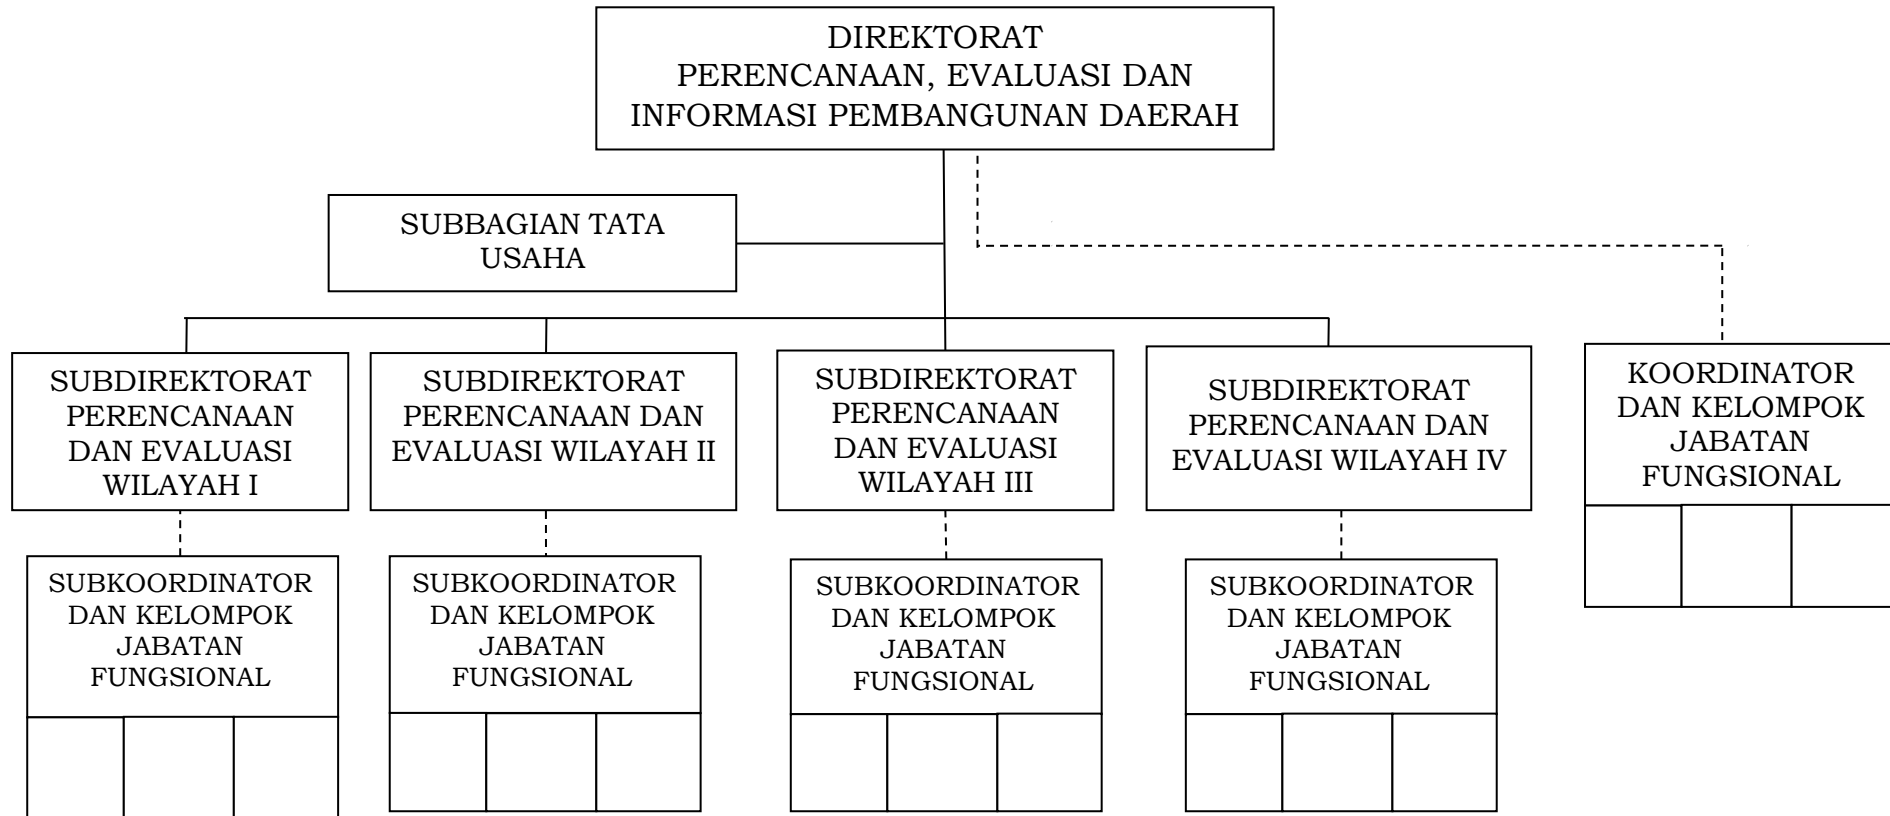 DIREKTORAT
PERENCANAAN, EVALUASI DAN
INFORMASI PEMBANGUNAN DAERAH
SUBBAGIAN TATA
USAHA
SUBDIREKTORAT
PERENCANAAN
DAN EVALUASI
WILAYAH I
SUBDIREKTORAT
PERENCANAAN DAN
EVALUASI WILAYAH II
SUBDIREKTORAT
PERENCANAAN
DAN EVALUASI
WILAYAH III
SUBDIREKTORAT
PERENCANAAN DAN
EVALUASI WILAYAH IV
KOORDINATOR
DAN KELOMPOK
JABATAN
FUNGSIONAL
SUBKOORDINATOR
DAN KELOMPOK
JABATAN
FUNGSIONAL
SUBKOORDINATOR
DAN KELOMPOK
JABATAN
FUNGSIONAL
SUBKOORDINATOR
DAN KELOMPOK
JABATAN
FUNGSIONAL
SUBKOORDINATOR
DAN KELOMPOK
JABATAN
FUNGSIONAL